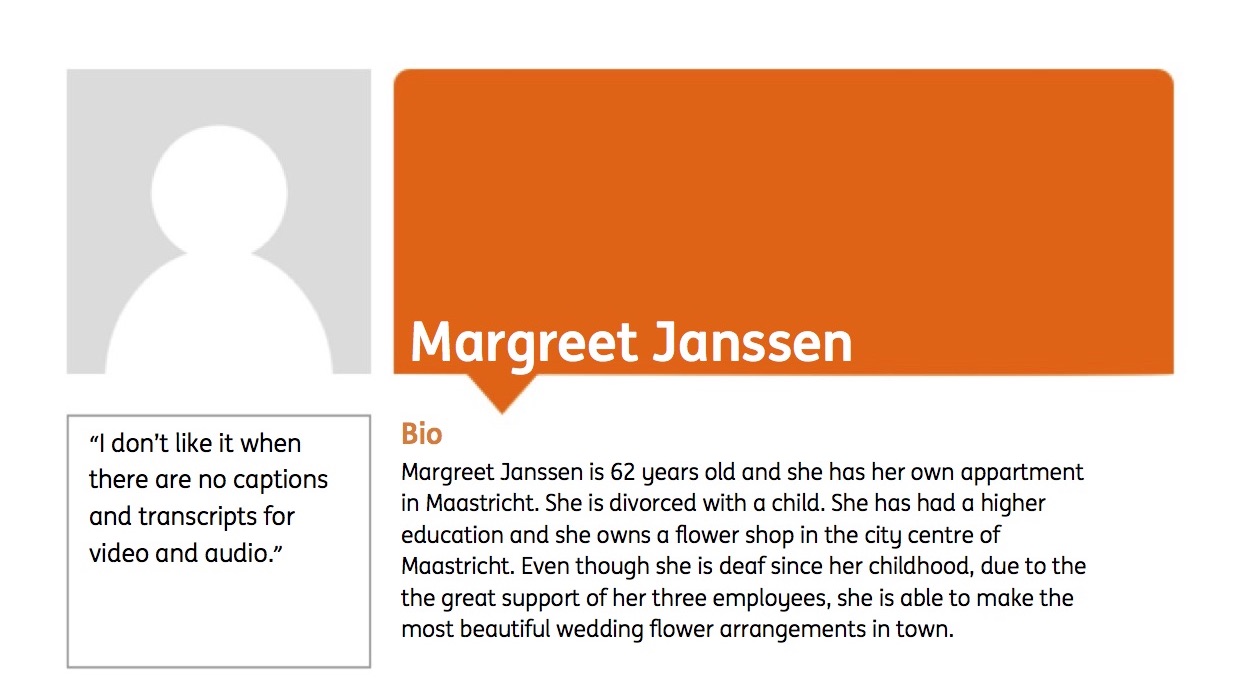 Margreet Janssen
“I don’t like it when
there are no captions
and transcripts for
video and audio.”
Bio
Margreet Janssen is 62 years old and she has her own appartment
in Maastricht. She is divorced with a child. She has had a higher
education and she owns a flower shop in the city centre of
Maastricht. Even though she is deaf since her childhood, due to the
the great support of her three employees, she is able to make the
most beautiful wedding flower arrangements in town.